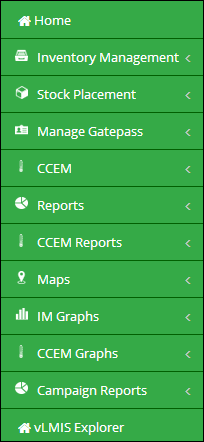 Home
Inventory Management
Stock Placement
Manage Gatepass
CCEM
Reports
CCEM Reports
Maps
IM Graphs
CCEM Graphs
Campaign Reports
vLMIS Explorer